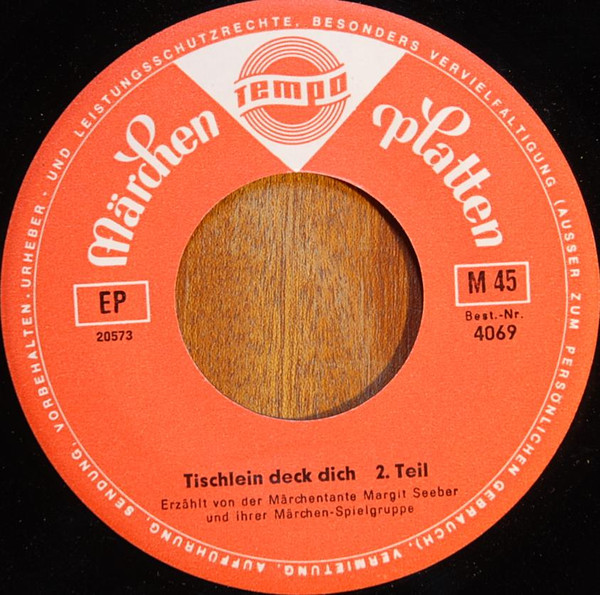 URHEBER- UND LEISTUNGSSCHUTZRECHTE, BESONDERS VERVIELFÄLTIGUNG (AUSSER ZUM PERSÖNLICHEN GEBRAUCH), VERMIETUNG, AUFFÜHRUNG, SENDUNG, VORBEHALTEN.
Tempo
Märchen platten
EP
20573
M 45
Best.-Nr.
4069
Tischlein deck dich 2. Teil
Erzählt von der Märchentante Margit Seeber
und ihrer Märchen-Spielgruppe